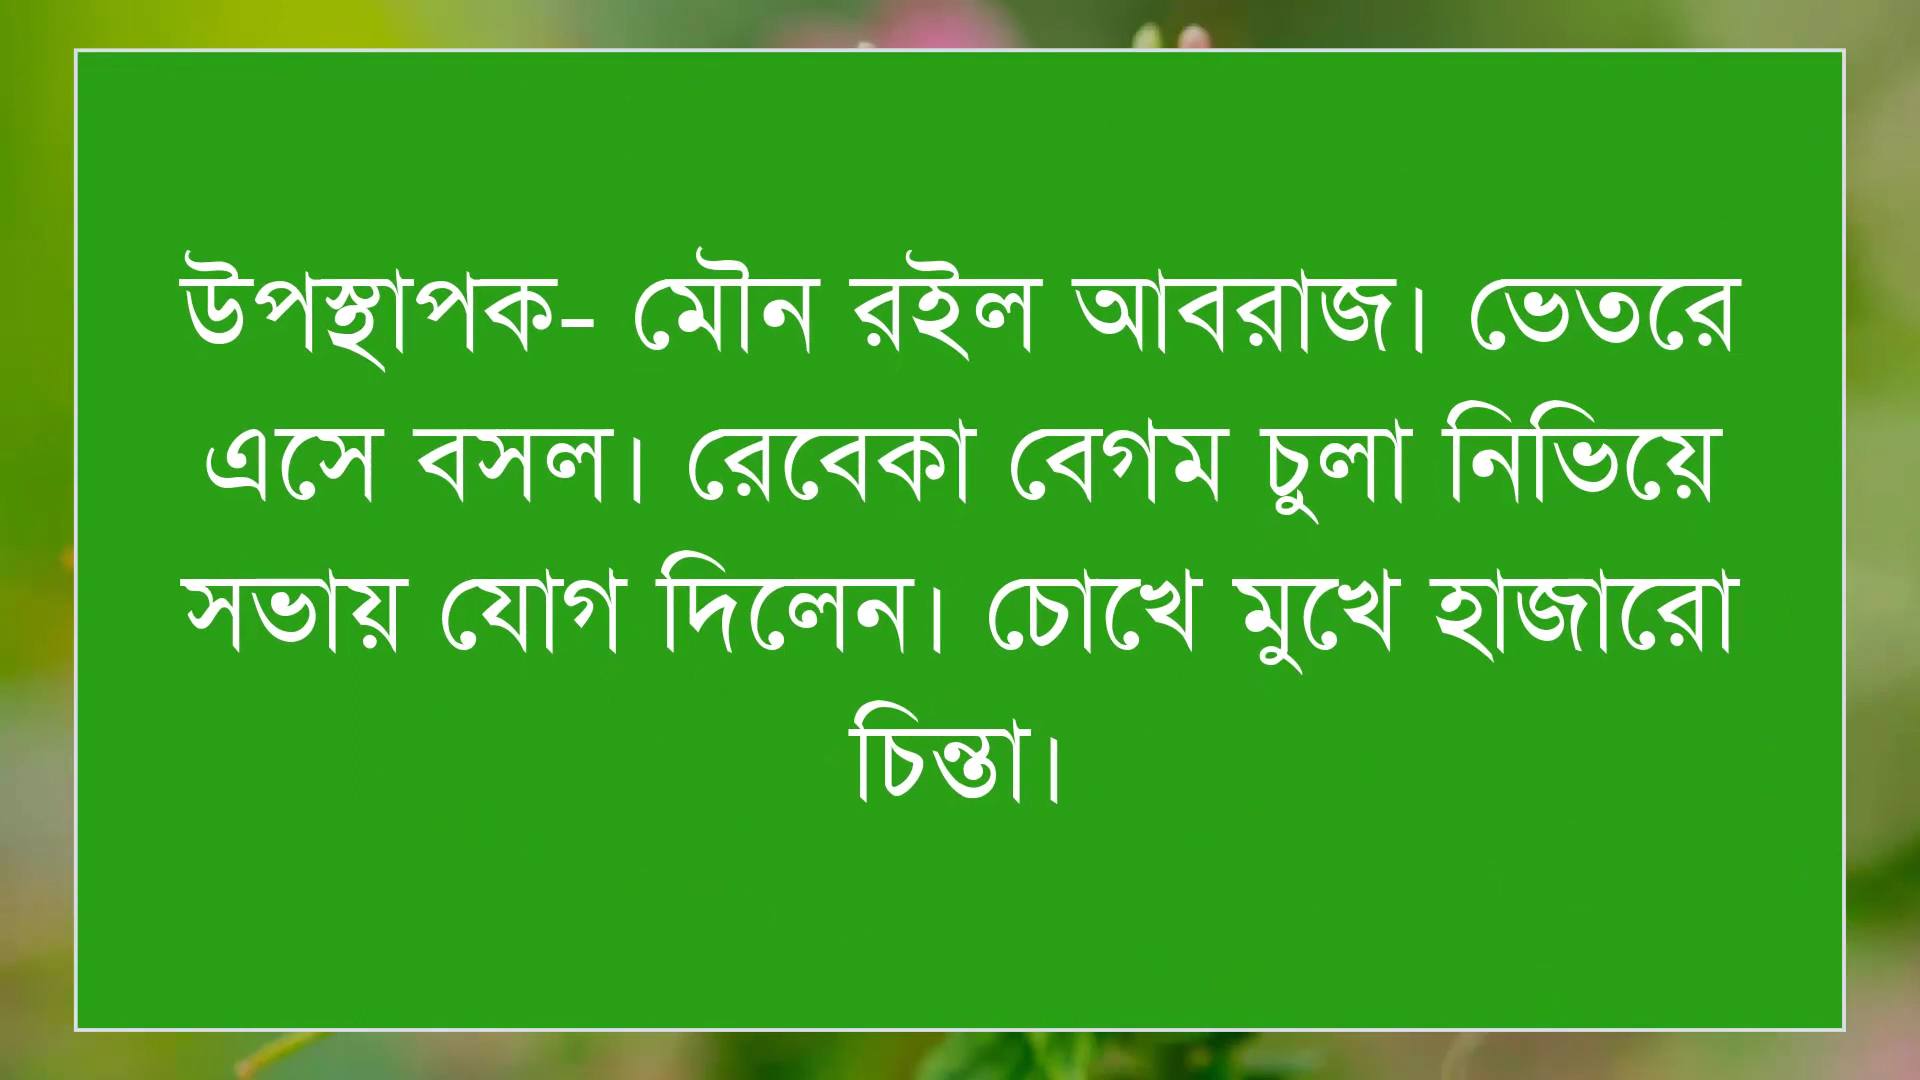 উপস্থাপক- মৌন রইল আবরাজ। ভেতরে
এসে বসল। রেবেকা বেগম চুলা নিভিয়ে
সভায় যোগ দিলেন। চোখে মুখে হাজারো
চিন্তা।